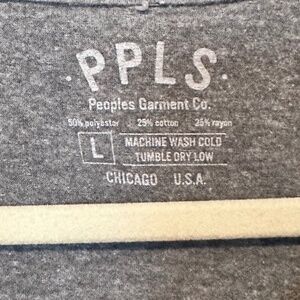 ·PPLS·
Peoples Garment Co.
50% polyester 25% cotton 25% rayon
L
MACHINE WASH COLD
TUMBLE DRY LOW
CHICAGO U.S.A.